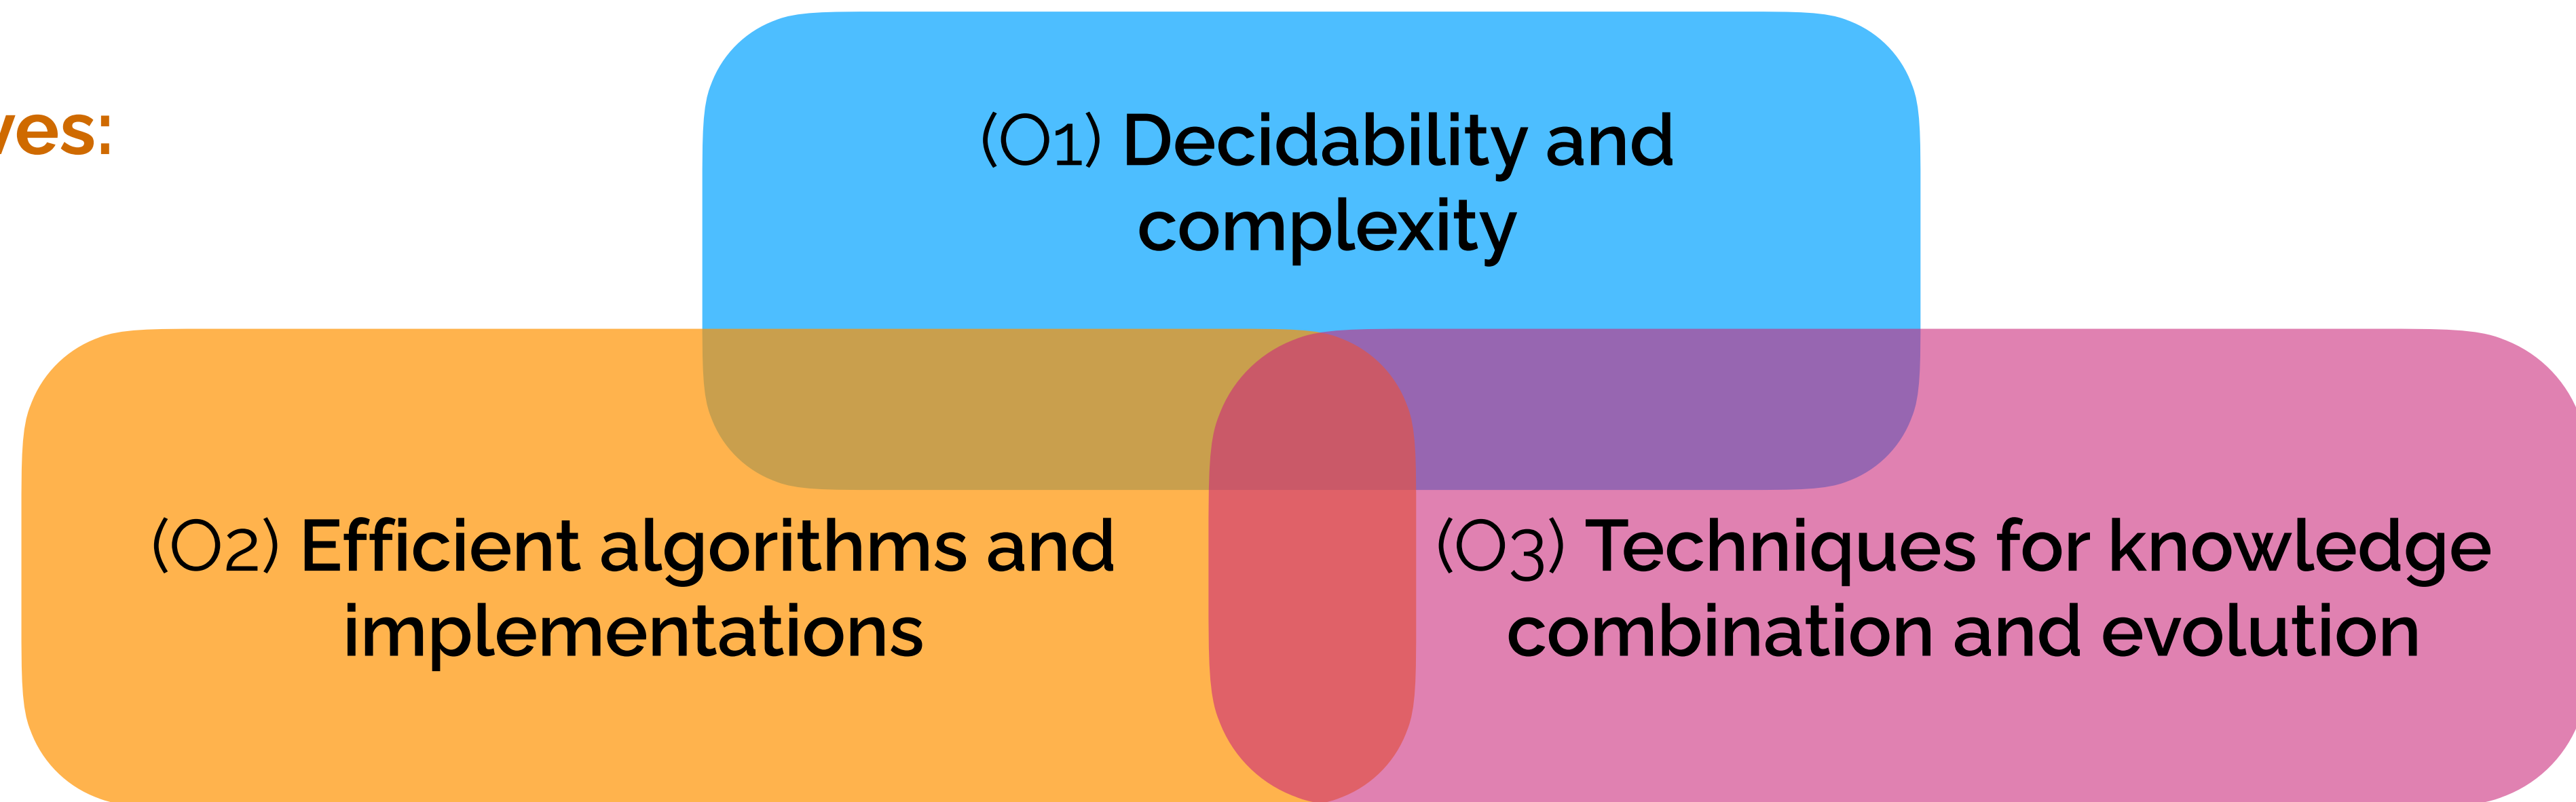 ves:
(O1) Decidability and
complexity
(O2) Efficient algorithms and
implementations
(O3) Techniques for knowledge
combination and evolution